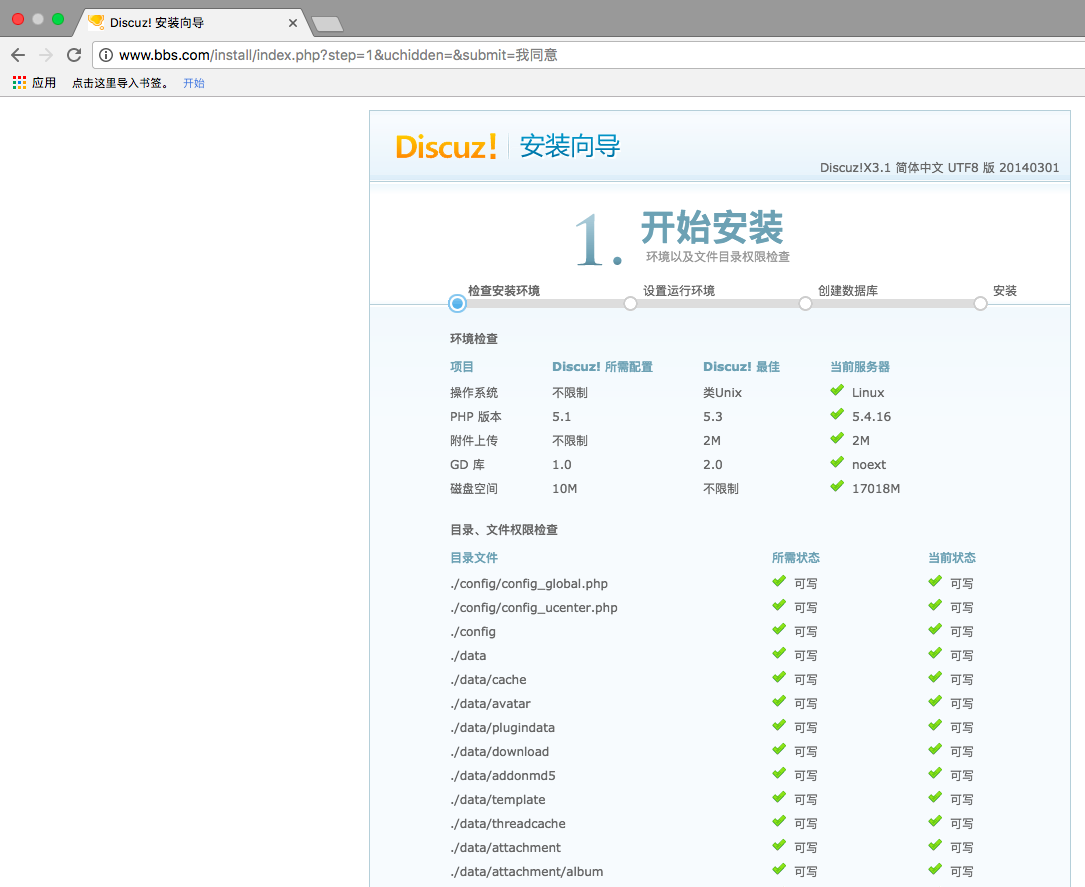 Discuz! 安装向导
www.bbs.com/install/index.php?step=1&uchidden=&submit=我同意
应用 点击这里导入书签。 开始
Discuz! 安装向导
Discuz!X3.1 简体中文 UTF8 版 20140301
1. 开始安装
环境以及文件目录权限检查
检查安装环境 设置运行环境 创建数据库 安装
环境检查
项目 Discuz! 所需配置 Discuz! 最佳 当前服务器
操作系统 不限制 类Unix Linux
PHP 版本 5.1 5.3 5.4.16
附件上传 不限制 2M 2M
GD 库 1.0 2.0 noext
磁盘空间 10M 不限制 17018M
目录、文件权限检查
目录文件 所需状态 当前状态
./config/config_global.php 可写 可写
./config/config_ucenter.php 可写 可写
./config 可写 可写
./data 可写 可写
./data/cache 可写 可写
./data/avatar 可写 可写
./data/plugindata 可写 可写
./data/download 可写 可写
./data/addonmd5 可写 可写
./data/template 可写 可写
./data/threadcache 可写 可写
./data/attachment 可写 可写
./data/attachment/album 可写 可写